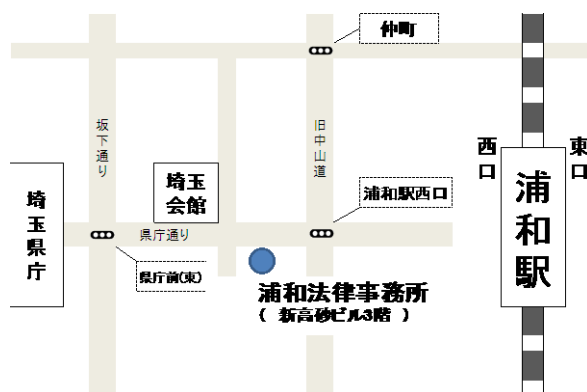 仲町
坂下通り
旧中山道
西口
東口
埼玉会館
浦和駅西口
浦和駅
埼玉県庁
県庁通り
県庁前(東)
浦和法律事務所
( 新高砂ビル3階 )